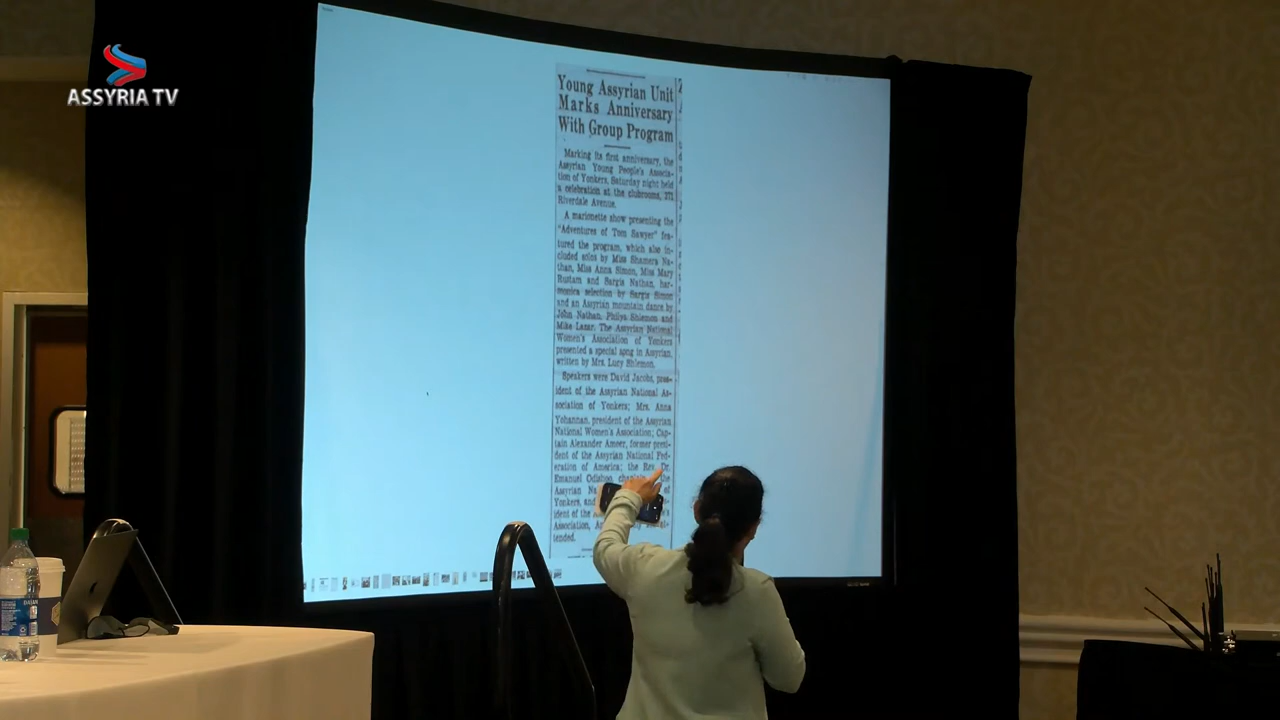 ASSYRIA TV
Young Assyrian Unit
Marks Anniversary
With Group Program
Marking its first anniversary, the
Assyrian Young People's Associa-
tion of Yonkers, Saturday night held
a celebration at the clubrooms, 373
Riverdale Avenue.
A marionette show presenting the
"Adventures of Tom Sawyer" fea-
tured the program, which also in-
cluded solos by Miss Shamera Na-
than, Miss Anna Simon, Miss Mary
Rustam and Sargis Nathan, har-
monica selection by Sargis Simon
and an Assyrian mountain dance by
John Nathan, Philya Shlemon and
Mike Lazar. The Assyrian National
Women's Association of Yonkers
presented a special song in Assyrian,
written by Mrs. Lucy Shlemon.
Speakers were David Jacobs, pres-
ident of the Assyrian National As-
sociation of Yonkers; Mrs. Anna
Yohannan, president of the Assyrian
National Women's Association; Cap-
tain Alexander Ameer, former presi-
dent of the Assyrian National Fed-
eration of America; the Rev. Dr.
Emanuel the
Assyrian of
Yonkers, and
ident of the
Association,
tended.